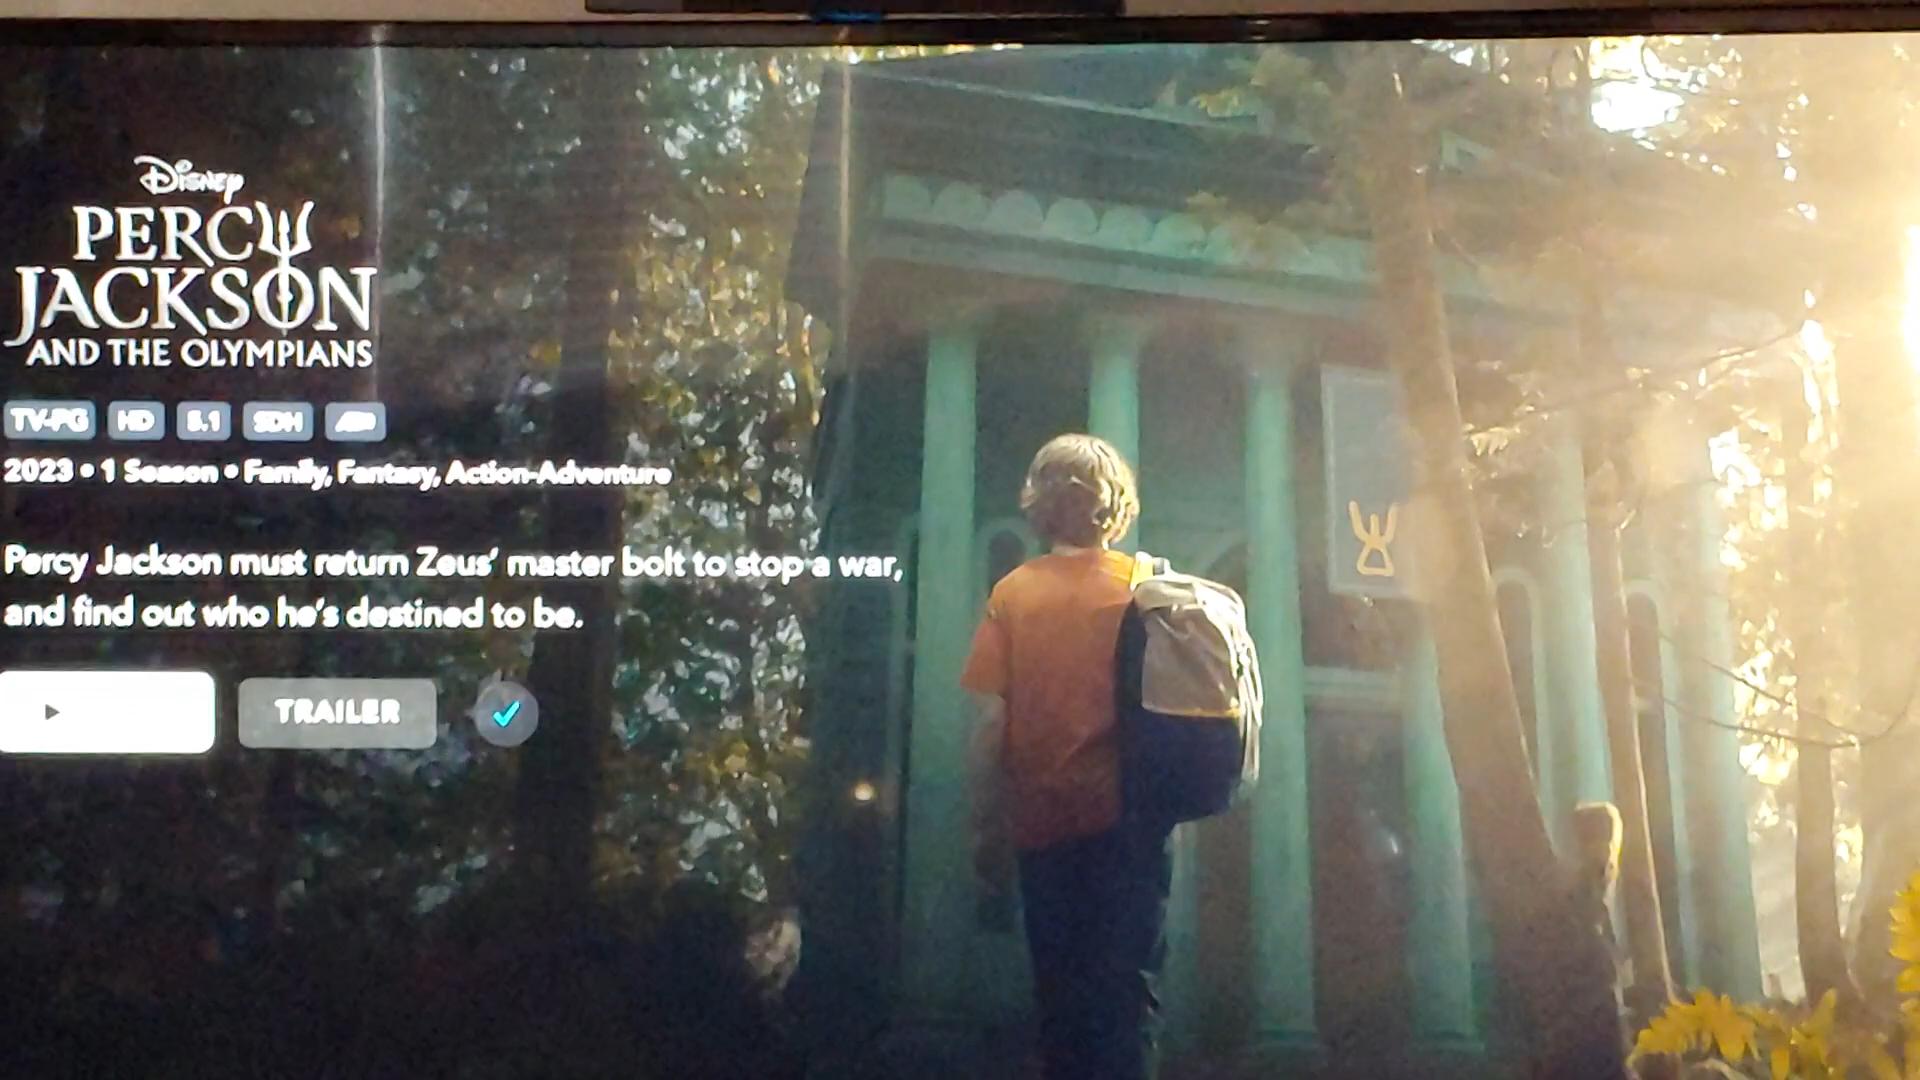 Disney
PERCY
JACKSON
AND THE OLYMPIANS
TV-PG HD 5.1 SDH AD
2023 • 1 Season • Family, Fantasy, Action-Adventure
Percy Jackson must return Zeus' master bolt to stop a war,
and find out who he's destined to be.
TRAILER